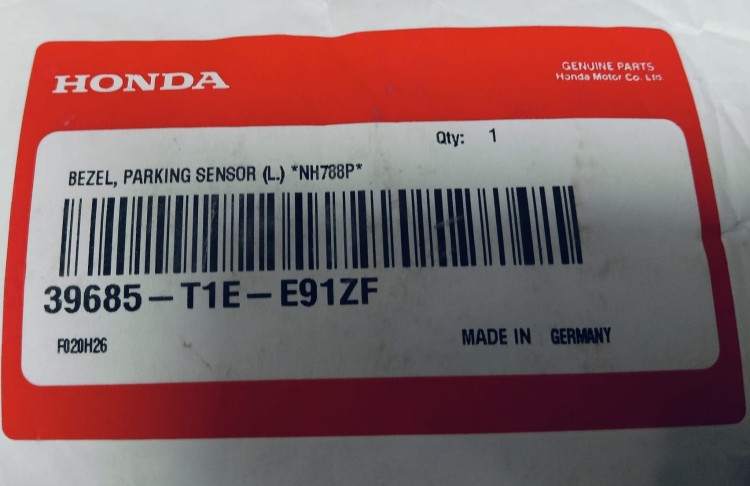 HONDA
GENUINE PARTS
Honda Motor Co. Ltd.
Qty: 1
BEZEL, PARKING SENSOR (L.) *NH788P*
39685-T1E-E91ZF
F020H26
MADE IN GERMANY